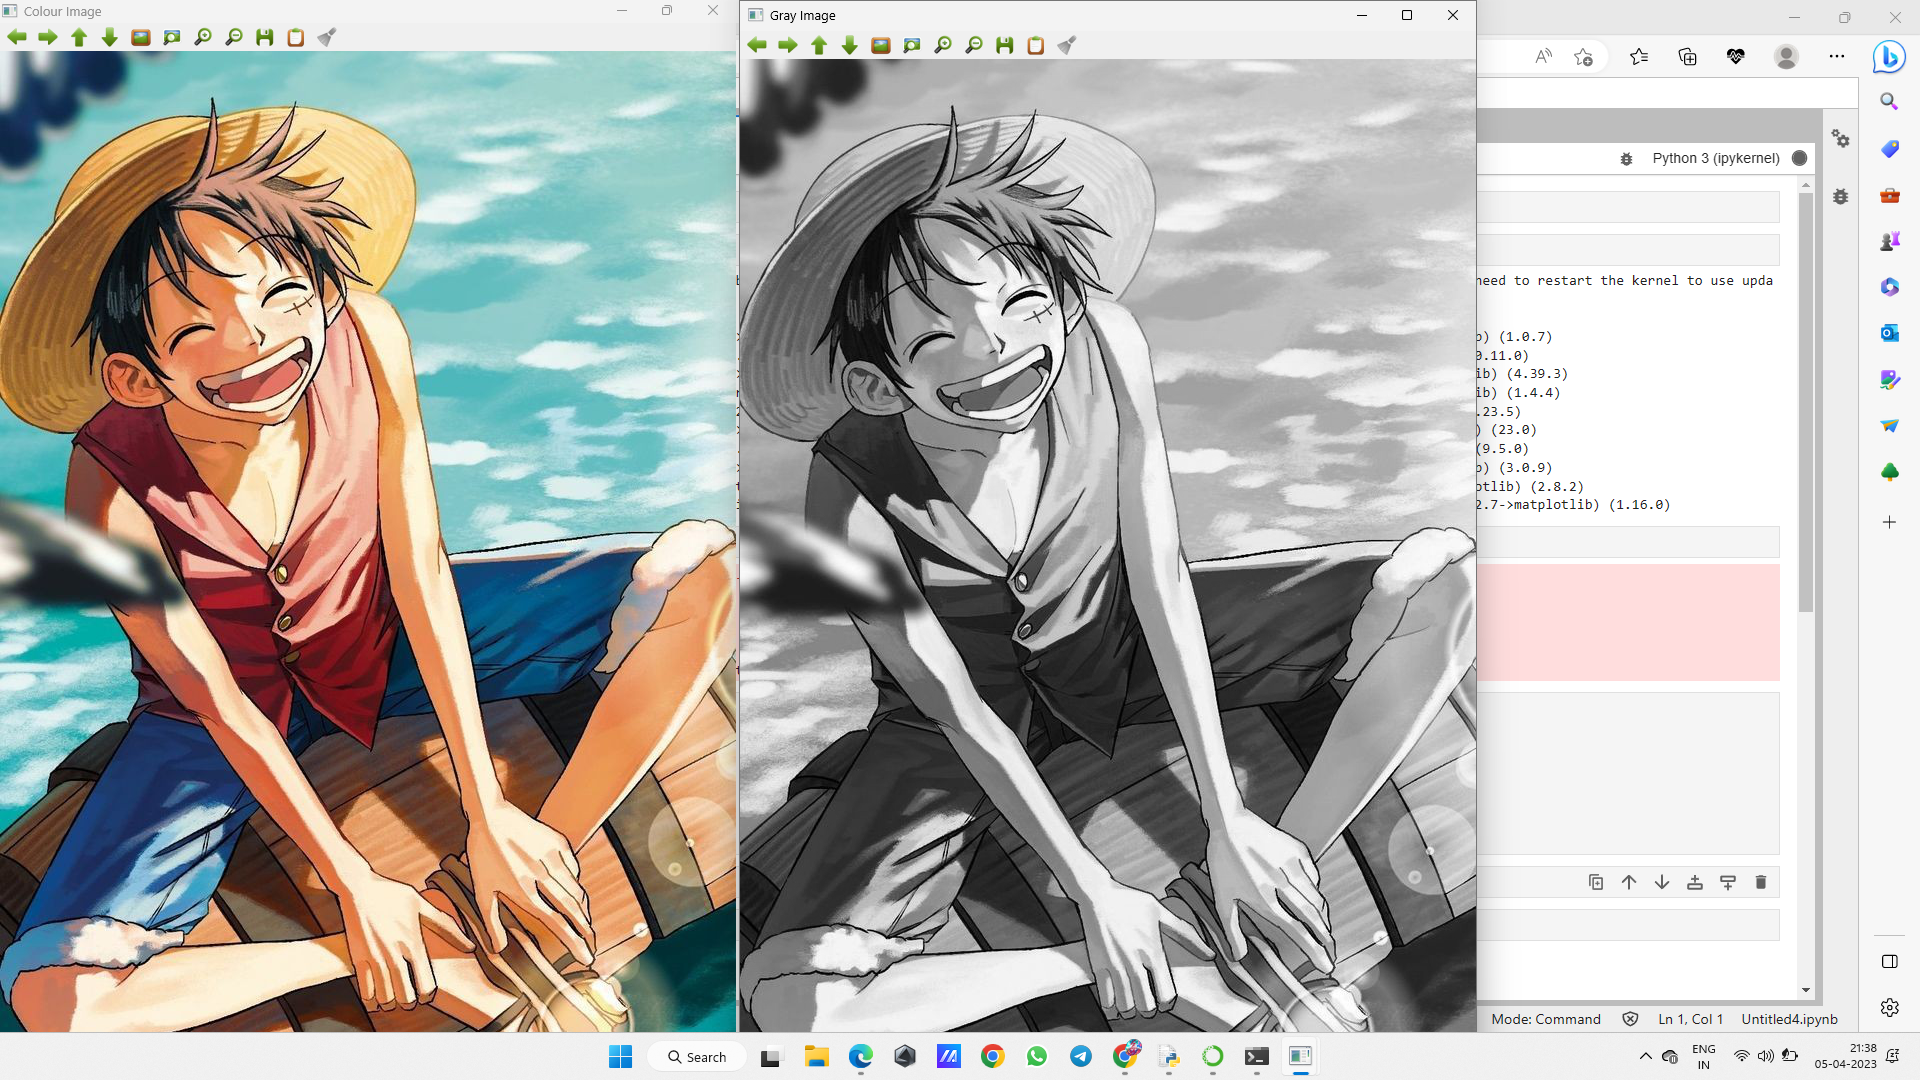 Colour Image
Gray Image
Python 3 (ipykernel)
need to restart the kernel to use upda
(1.0.7)
0.11.0)
ib) (4.39.3)
ib) (1.4.4)
.23.5)
) (23.0)
(9.5.0)
(3.0.9)
otlib) (2.8.2)
2.7->matplotlib) (1.16.0)
Mode: Command
Ln 1, Col 1
Untitled4.ipynb
Search
ENG
IN
21:38
05-04-2023